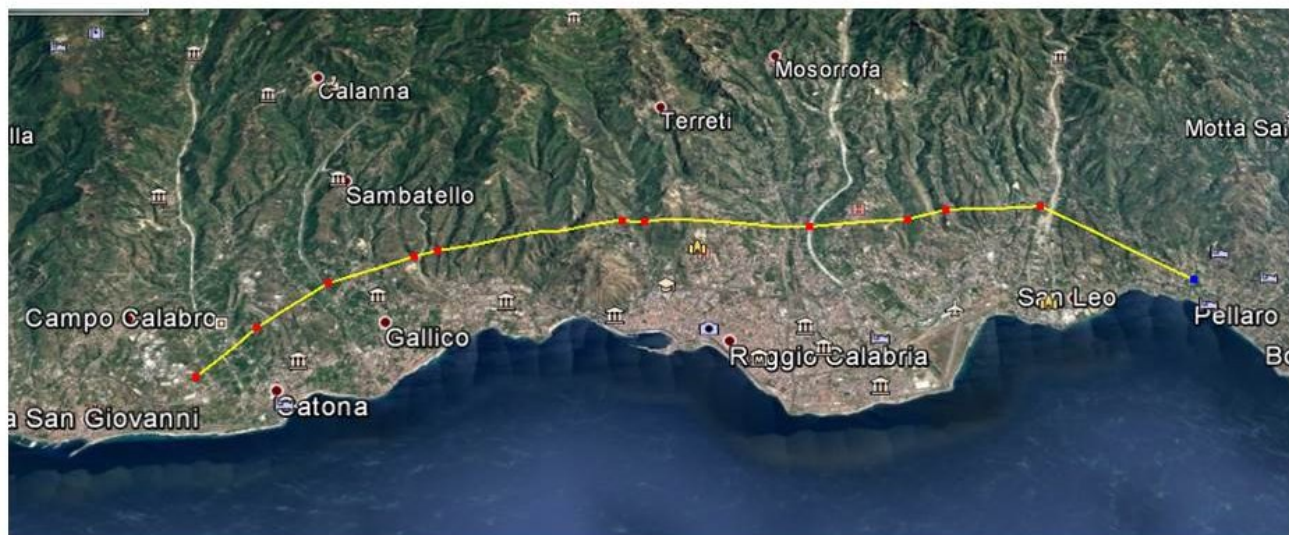 Calanna
Mosorrofa
Terreti
lla
Motta Sa
Sambatello
Campo Calabro
San Leo
Pellaro
Gallico
Reggio Calabria
Bo
Catona
a San Giovanni